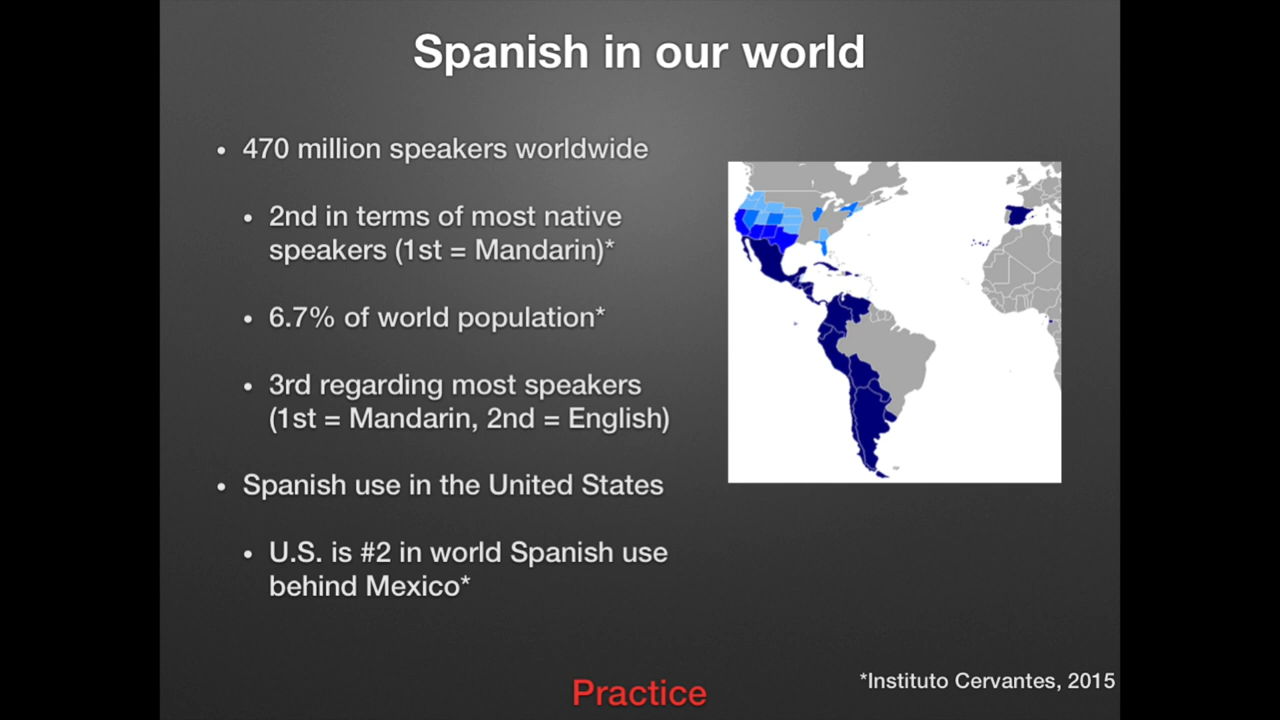 Spanish in our world
• 470 million speakers worldwide
• 2nd in terms of most native
speakers (1st = Mandarin)*
• 6.7% of world population*
• 3rd regarding most speakers
(1st = Mandarin, 2nd = English)
• Spanish use in the United States
• U.S. is #2 in world Spanish use
behind Mexico*
*Instituto Cervantes, 2015
Practice